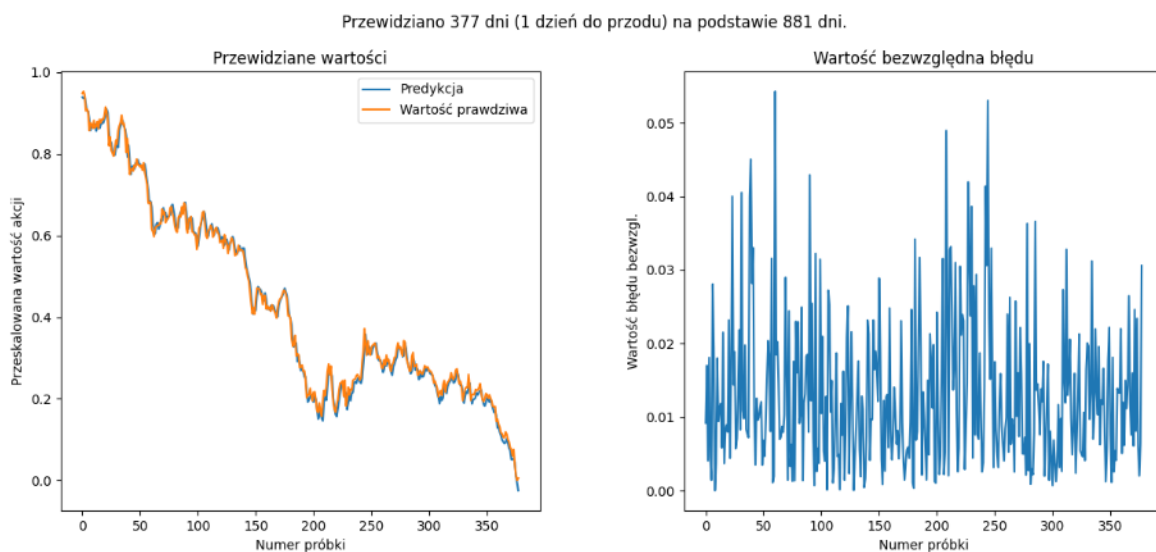 Przewidziano 377 dni (1 dzień do przodu) na podstawie 881 dni.
Przewidziane wartości
Przeskalowana wartość akcji
1.0
0.8
0.6
0.4
0.2
0.0
Predykcja
Wartość prawdziwa
0 50 100 150 200 250 300 350
Numer próbki
Wartość bezwzględna błędu
Wartość błędu bezwzgl.
0.05
0.04
0.03
0.02
0.01
0.00
0 50 100 150 200 250 300 350
Numer próbki